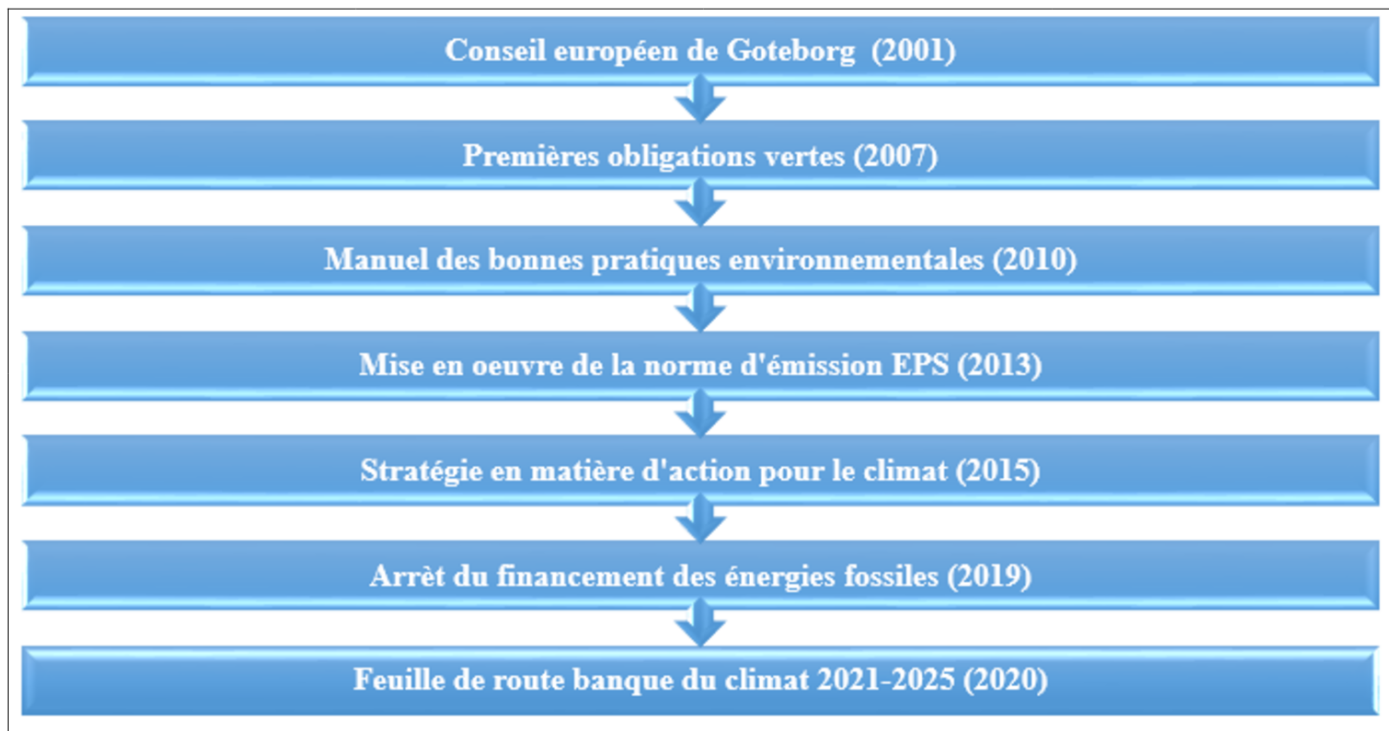 Conseil européen de Goteborg (2001)
Premières obligations vertes (2007)
Manuel des bonnes pratiques environnementales (2010)
Mise en oeuvre de la norme d'émission EPS (2013)
Stratégie en matière d'action pour le climat (2015)
Arrèt du financement des énergies fossiles (2019)
Feuille de route banque du climat 2021-2025 (2020)